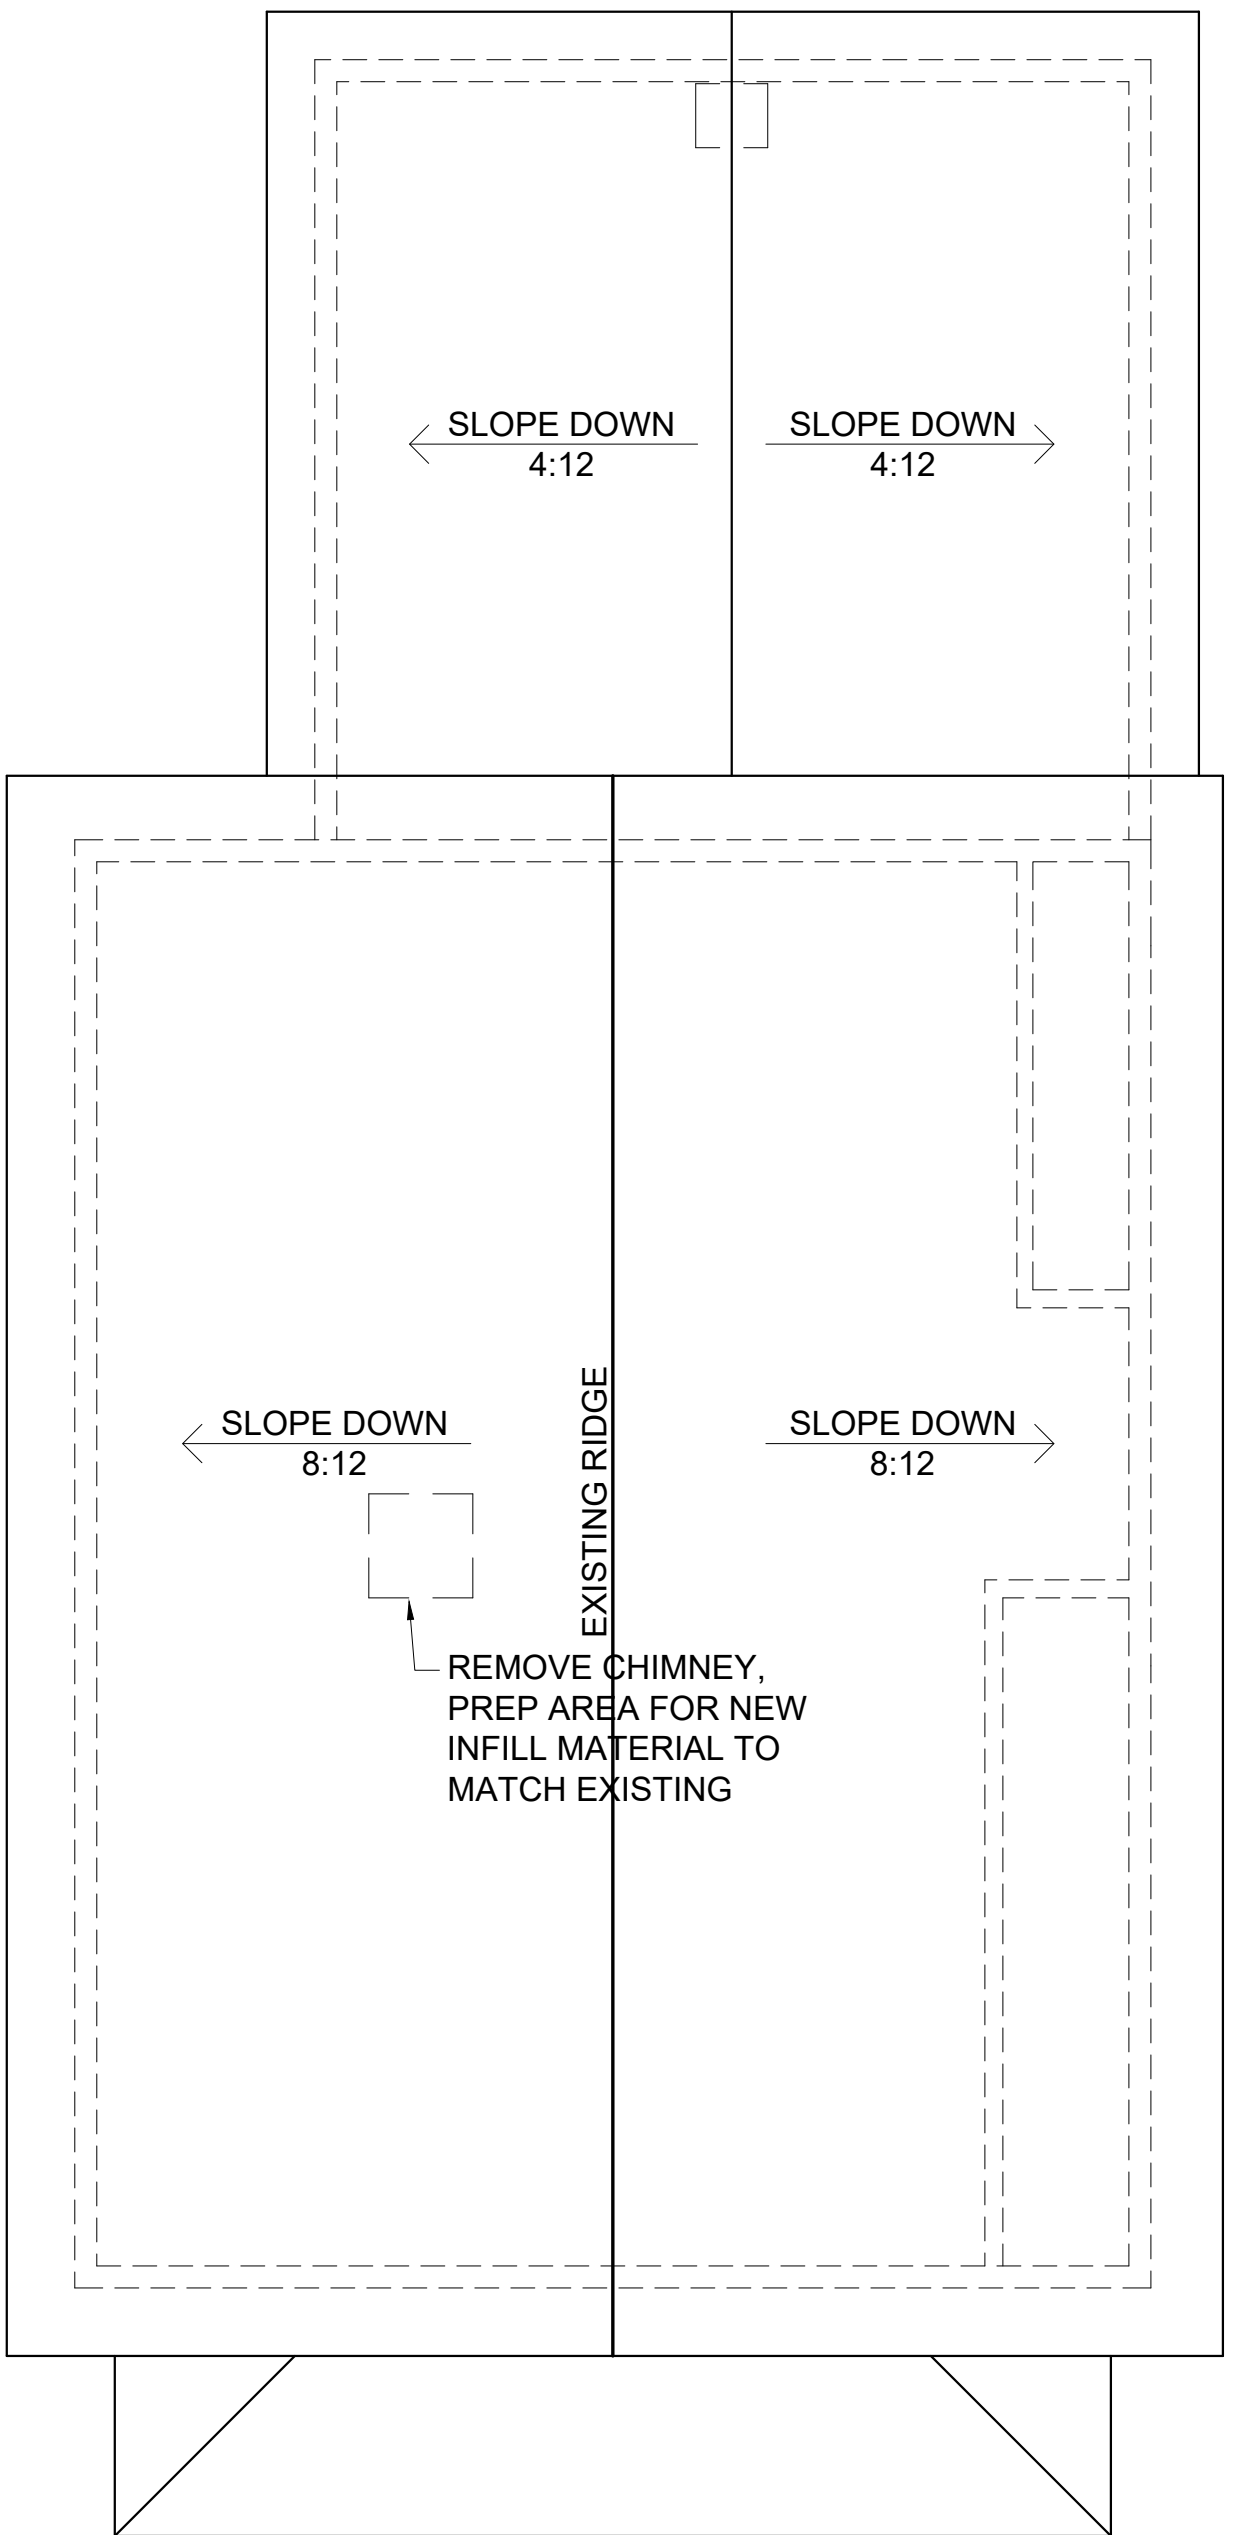 SLOPE DOWN
4:12
SLOPE DOWN
4:12
SLOPE DOWN
8:12
EXISTING RIDGE
SLOPE DOWN
8:12
REMOVE CHIMNEY,
PREP AREA FOR NEW
INFILL MATERIAL TO
MATCH EXISTING